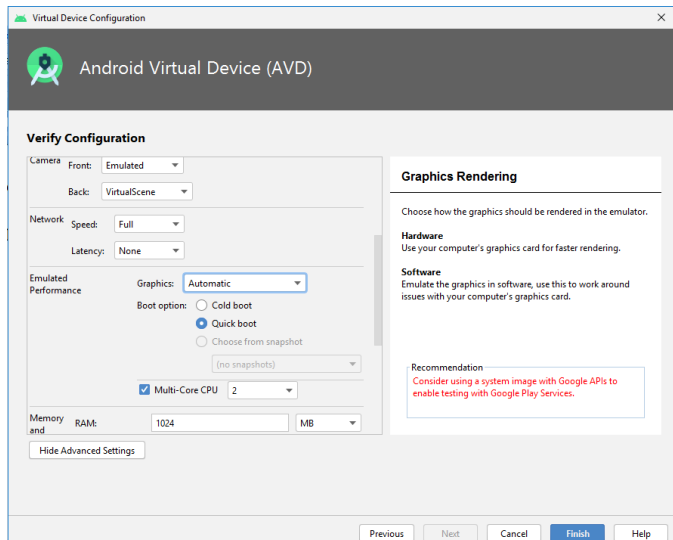 Virtual Device Configuration
Android Virtual Device (AVD)
Verify Configuration
Camera
Front: Emulated
Back: VirtualScene
Network
Speed: Full
Latency: None
Emulated
Performance
Graphics: Automatic
Boot option: Cold boot
Quick boot
Choose from snapshot
(no snapshots)
Multi-Core CPU 2
Memory
and
RAM: 1024 MB
Hide Advanced Settings
Graphics Rendering
Choose how the graphics should be rendered in the emulator.
Hardware
Use your computer's graphics card for faster rendering.
Software
Emulate the graphics in software, use this to work around
issues with your computer's graphics card.
Recommendation
Consider using a system image with Google APIs to
enable testing with Google Play Services.
Previous Next Cancel Finish Help